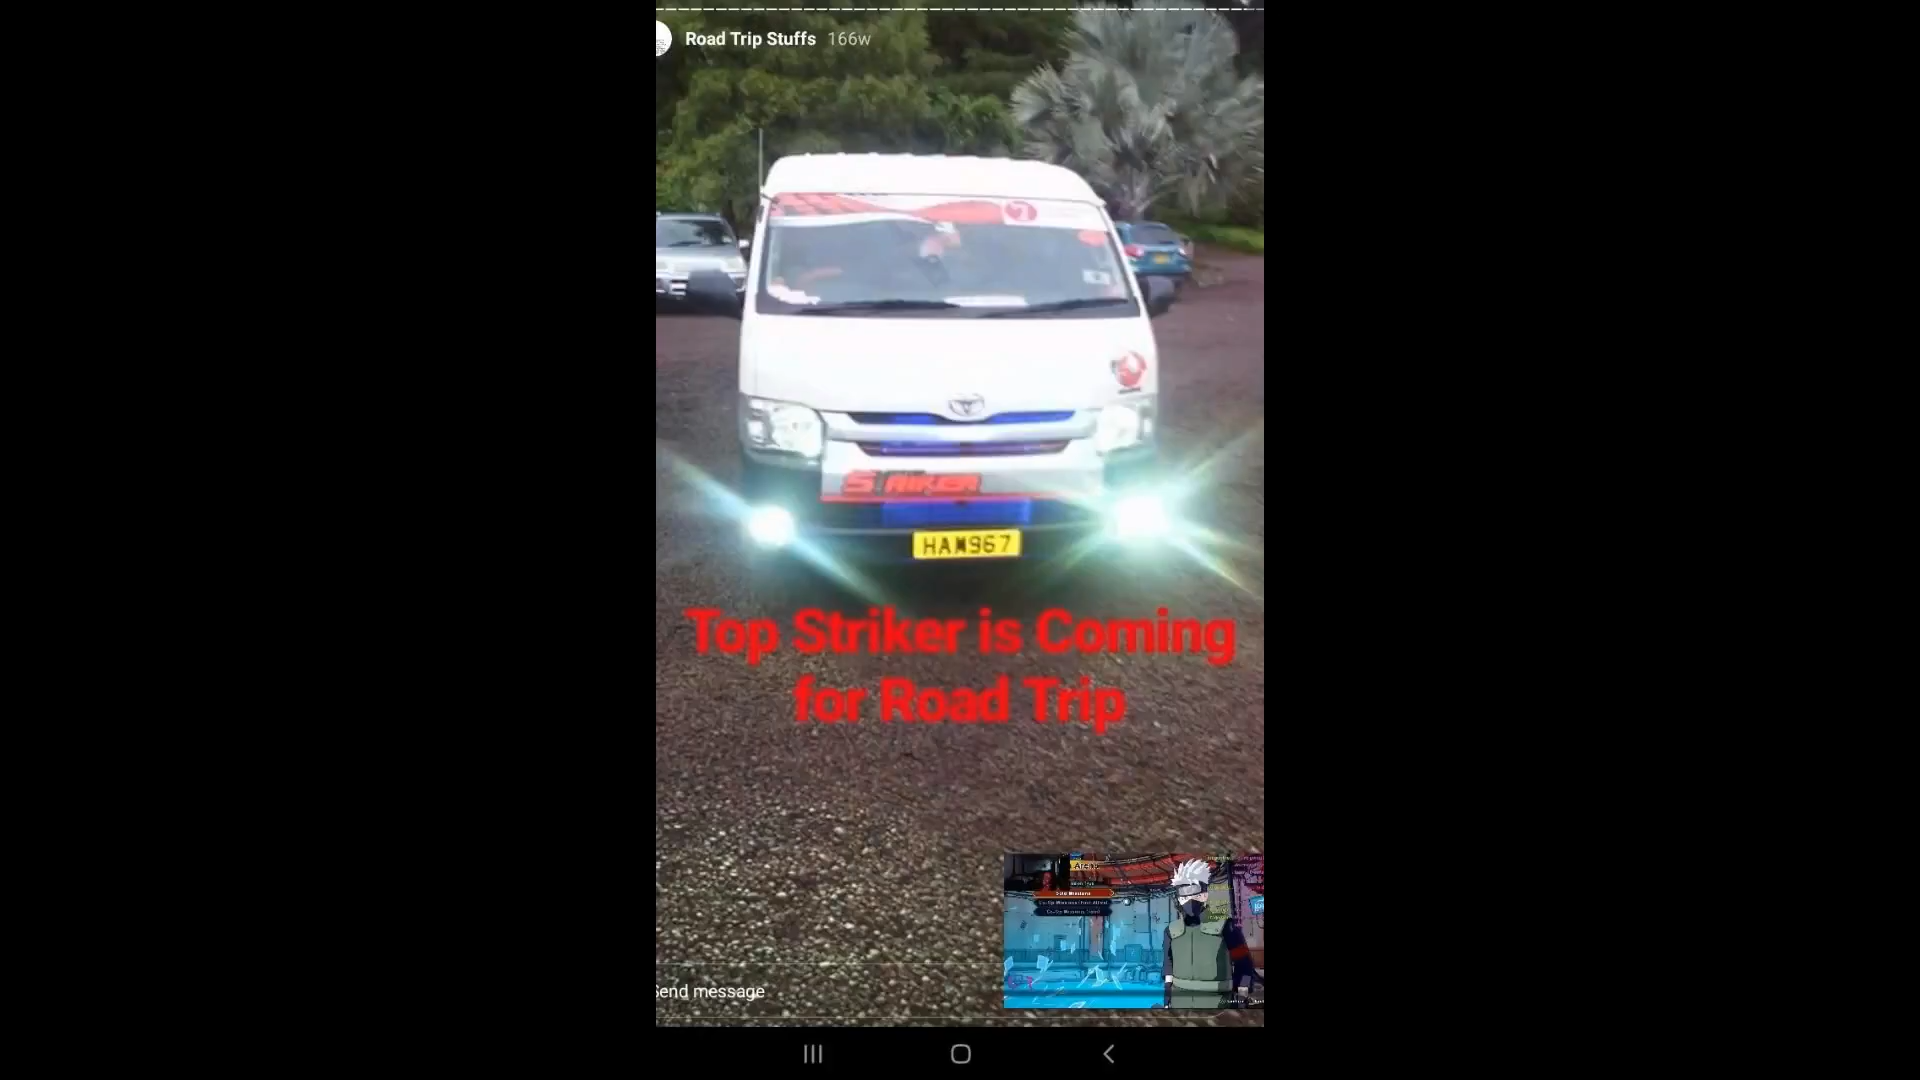 Road Trip Stuffs 166w
STRIKER
HAM967
Top Striker is Coming
for Road Trip
Send message